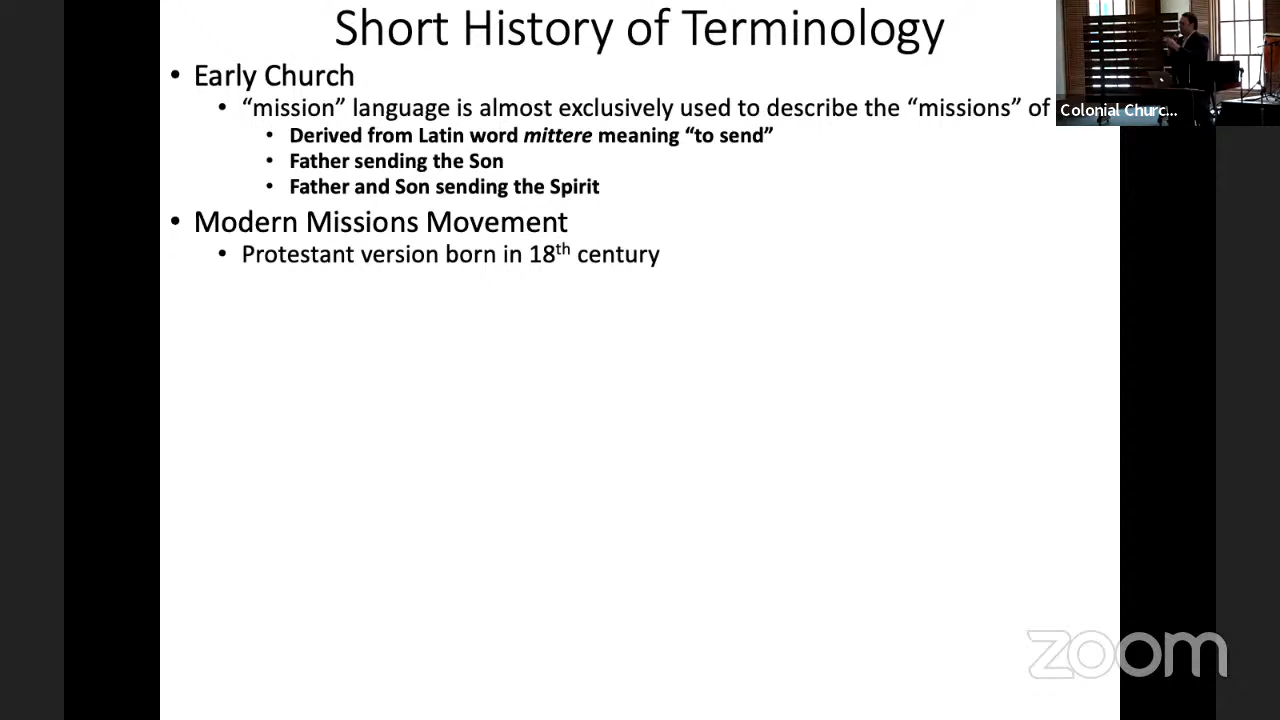 Short History of Terminology
• Early Church
• “mission” language is almost exclusively used to describe the “missions” of
• Derived from Latin word mittere meaning “to send”
• Father sending the Son
• Father and Son sending the Spirit
• Modern Missions Movement
• Protestant version born in 18th century
Colonial Churc...
zoom